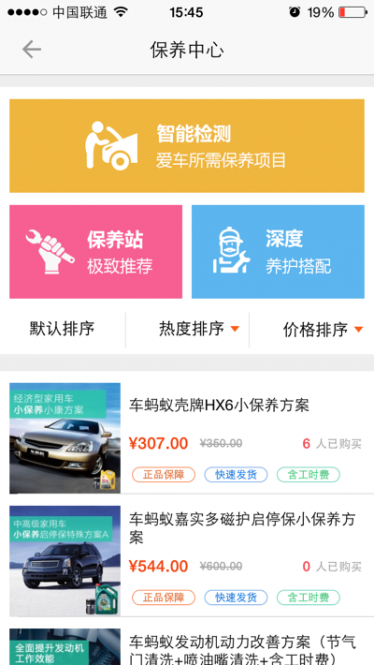 中国联通 15:45 19%
保养中心
智能检测
爱车所需保养项目
保养站
极致推荐
深度
养护搭配
默认排序 热度排序 价格排序
经济型家用车
小保养小康方案
车蚂蚁壳牌HX6小保养方案
¥307.00 ¥350.00 6 人已购买
正品保障 快速发货 含工时费
中高级家用车
小保养启停保特殊方案A
车蚂蚁嘉实多磁护启停保小保养方
案
¥544.00 ¥600.00 0 人已购买
正品保障 快速发货 含工时费
全面提升发动机
工作效能
车蚂蚁发动机动力改善方案（节气
门清洗+喷油嘴清洗+含工时费）